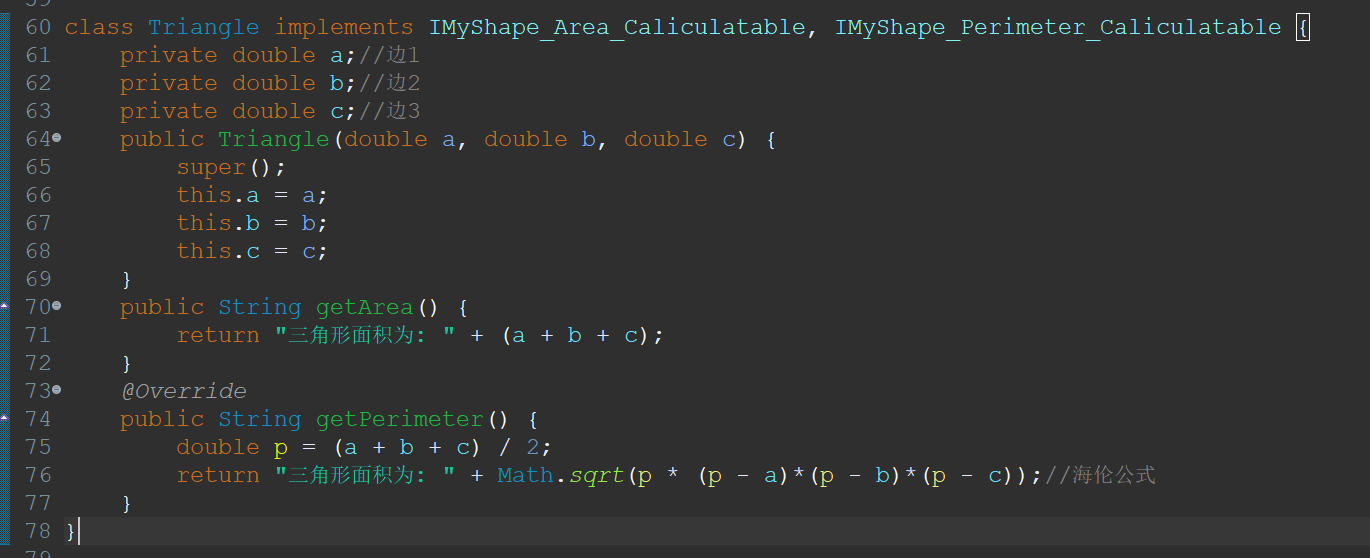 60 class Triangle implements IMyShape_Area_Caliculatable, IMyShape_Perimeter_Caliculatable {
61     private double a;//边1
62     private double b;//边2
63     private double c;//边3
64     public Triangle(double a, double b, double c) {
65         super();
66         this.a = a;
67         this.b = b;
68         this.c = c;
69     }
70     public String getArea() {
71         return "三角形面积为: " + (a + b + c);
72     }
73     @Override
74     public String getPerimeter() {
75         double p = (a + b + c) / 2;
76         return "三角形面积为: " + Math.sqrt(p * (p - a)*(p - b)*(p - c));//海伦公式
77     }
78 }